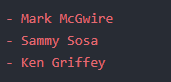 - Mark McGwire
- Sammy Sosa
- Ken Griffey